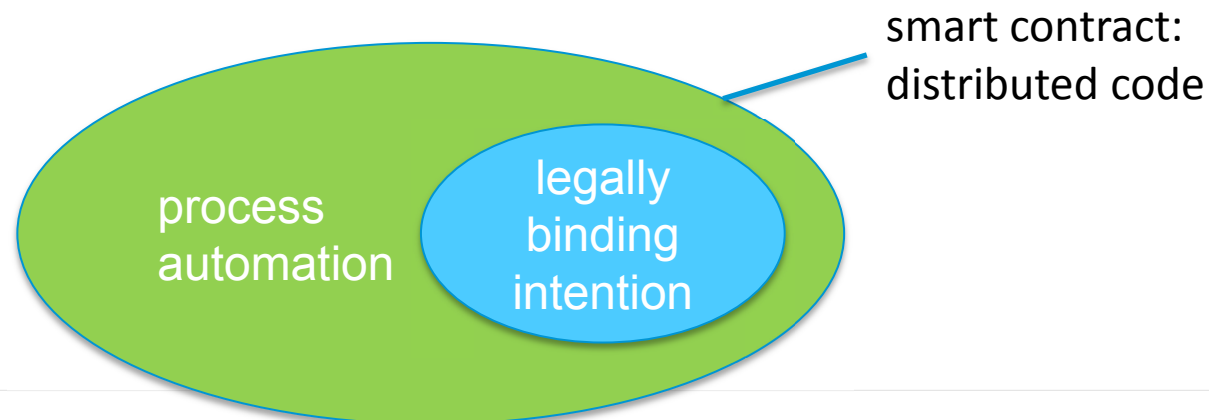 smart contract:
distributed code
process
automation
legally
binding
intention